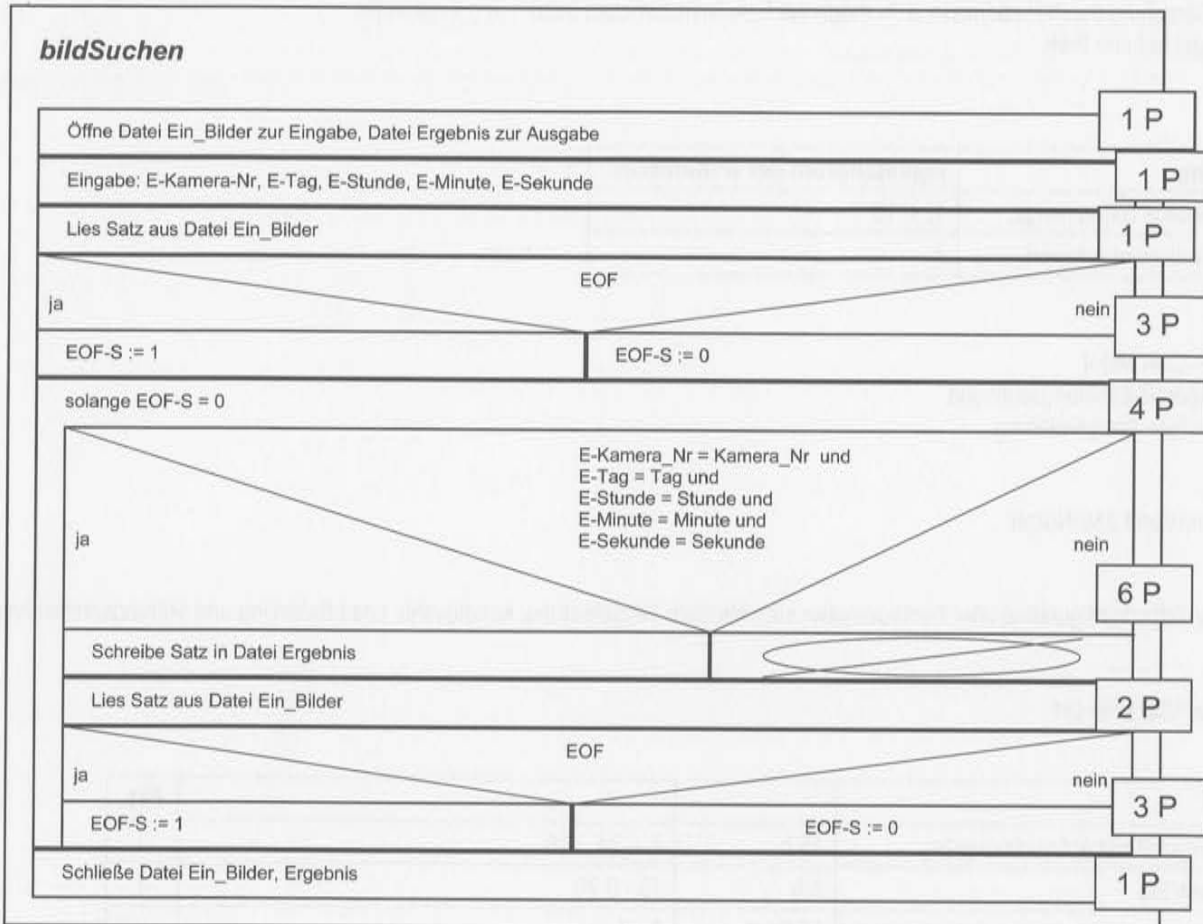 bildSuchen
Öffne Datei Ein_Bilder zur Eingabe, Datei Ergebnis zur Ausgabe
1 P
Eingabe: E-Kamera-Nr, E-Tag, E-Stunde, E-Minute, E-Sekunde
1 P
Lies Satz aus Datei Ein_Bilder
1 P
EOF
ja
nein
3 P
EOF-S := 1
EOF-S := 0
solange EOF-S = 0
4 P
E-Kamera_Nr = Kamera_Nr und
E-Tag = Tag und
E-Stunde = Stunde und
E-Minute = Minute und
E-Sekunde = Sekunde
ja
nein
6 P
Schreibe Satz in Datei Ergebnis
Lies Satz aus Datei Ein_Bilder
2 P
EOF
ja
nein
3 P
EOF-S := 1
EOF-S := 0
Schließe Datei Ein_Bilder, Ergebnis
1 P